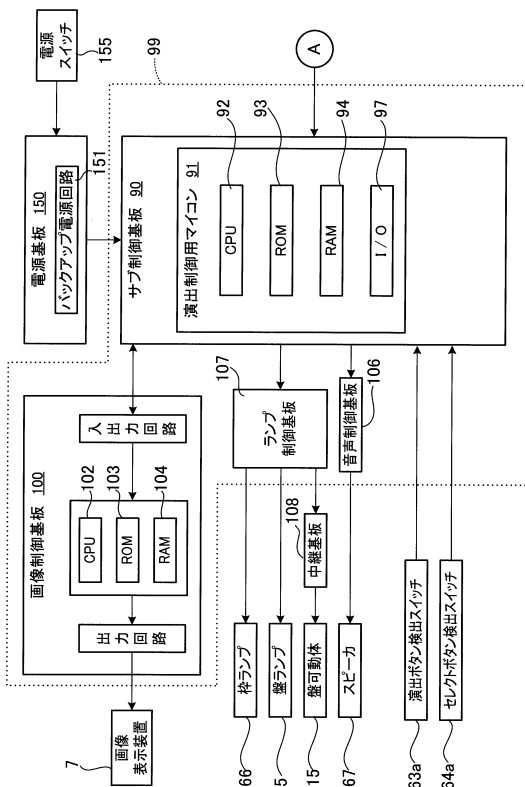 電源
スイッチ
155
99
電源基板 150
バックアップ電源回路
151
サブ制御基板 90
演出制御用マイコン 91
CPU
92
ROM
93
RAM
94
I/O
97
A
画像制御基板 100
入出力回路
CPU
102
ROM
103
RAM
104
出力回路
画像
表示装置
7
ランプ
制御基板
107
音声制御基板
106
中継基板
108
枠ランプ
66
盤ランプ
5
盤可動体
15
スピーカ
67
演出ボタン検出スイッチ
63a
セレクトボタン検出スイッチ
64a